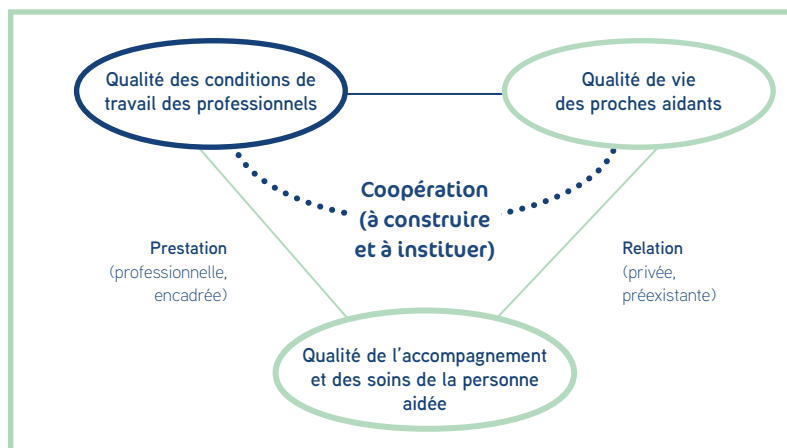 Qualité des conditions de
travail des professionnels
Qualité de vie
des proches aidants
Coopération
(à construire
et à instituer)
Prestation
(professionnelle,
encadrée)
Relation
(privée,
préexistante)
Qualité de l’accompagnement
et des soins de la personne
aidée